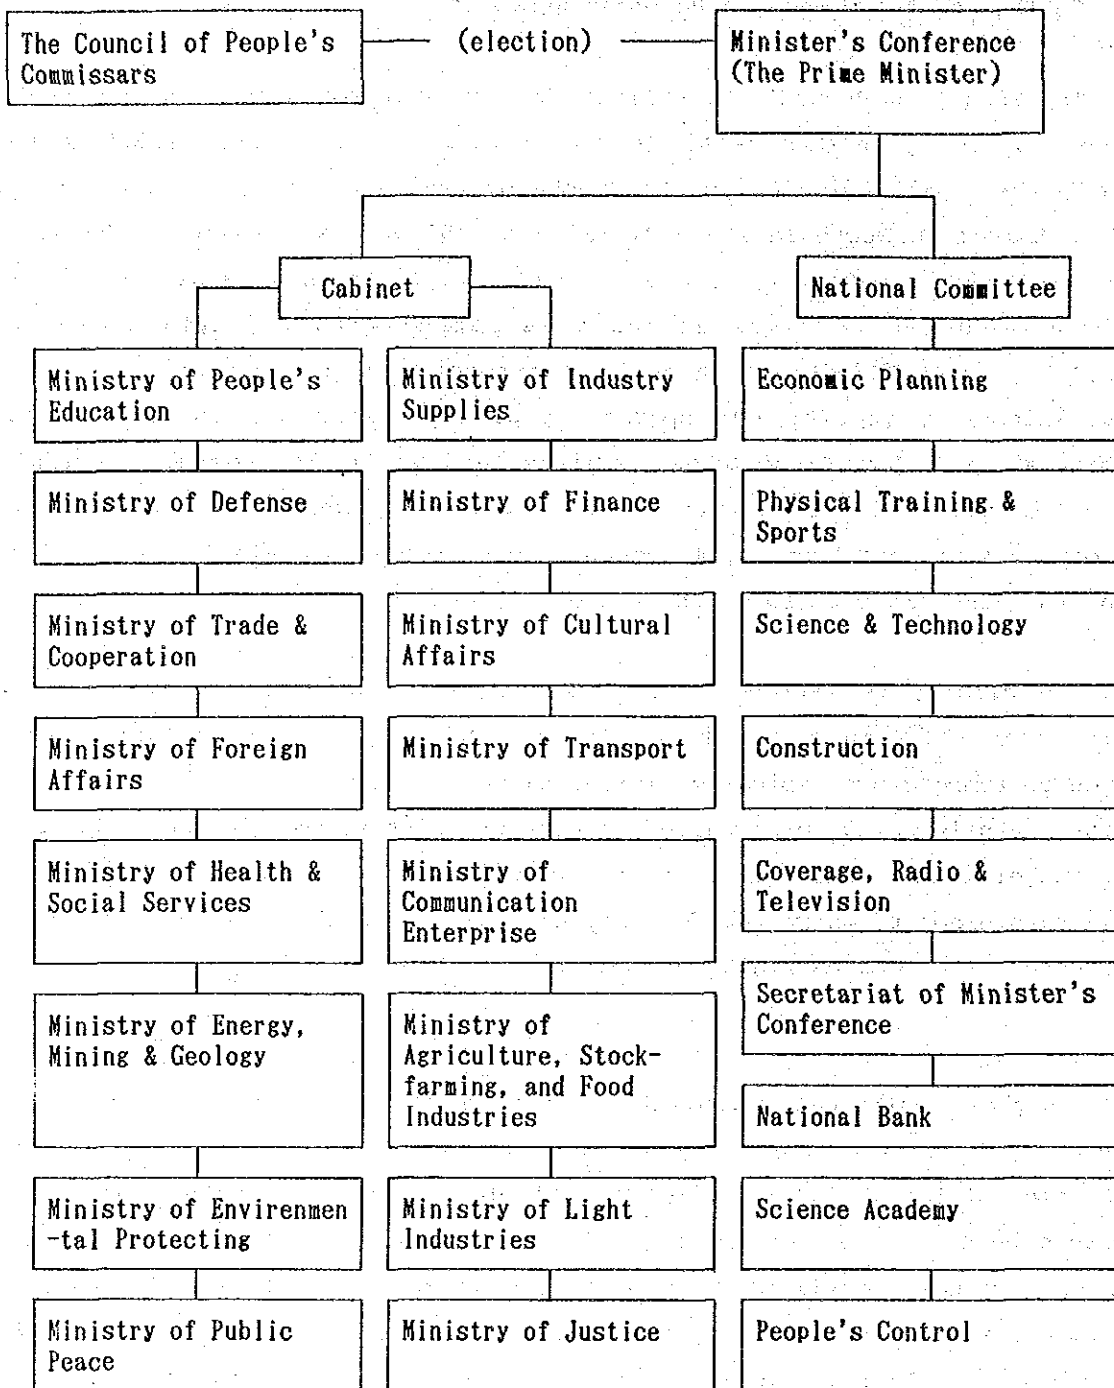 The Council of People's
Commissars
(election)
Minister's Conference
(The Prime Minister)
Cabinet
National Committee
Ministry of People's
Education
Ministry of Defense
Ministry of Trade &
Cooperation
Ministry of Foreign
Affairs
Ministry of Health &
Social Services
Ministry of Energy,
Mining & Geology
Ministry of Envirenmen
-tal Protecting
Ministry of Public
Peace
Ministry of Industry
Supplies
Ministry of Finance
Ministry of Cultural
Affairs
Ministry of Transport
Ministry of
Communication
Enterprise
Ministry of
Agriculture, Stock-
farming, and Food
Industries
Ministry of Light
Industries
Ministry of Justice
Economic Planning
Physical Training &
Sports
Science & Technology
Construction
Coverage, Radio &
Television
Secretariat of Minister's
Conference
National Bank
Science Academy
People's Control